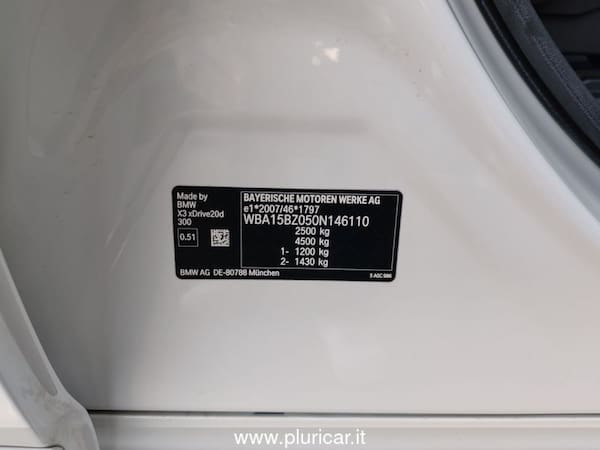 Made by
BMW
X3 xDrive20d
300
0.51
BAYERISCHE MOTOREN WERKE AG
e1*2007/46*1797
WBA15BZ050N146110
2500 kg
4500 kg
1- 1200 kg
2- 1430 kg
BMW AG DE-80788 München
www.pluricar.it